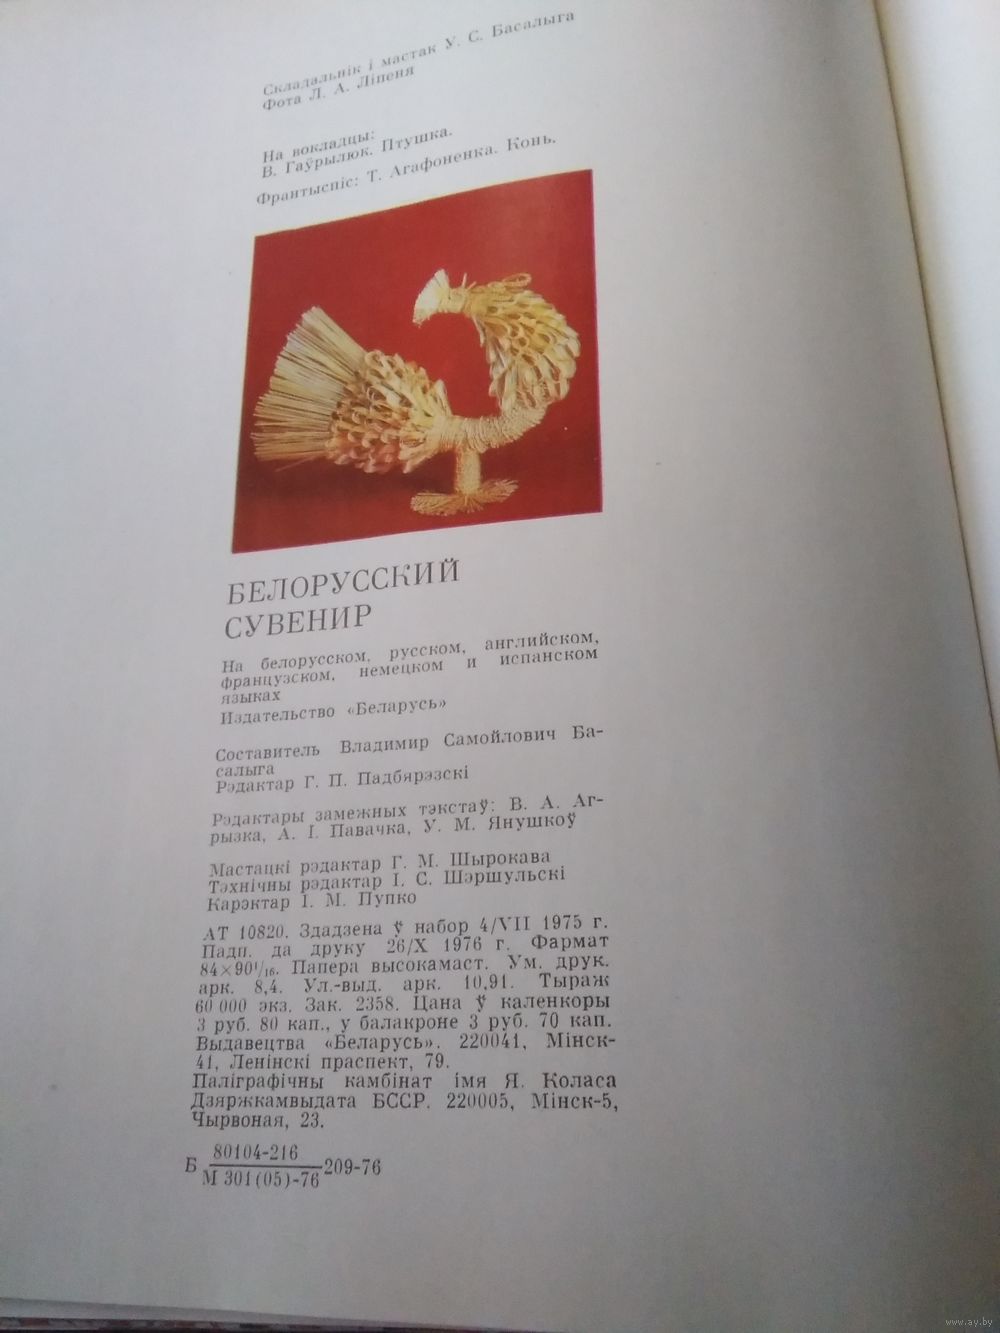 Складальнік і мастак У. С. Басалыга
Фота Л. А. Ліпеня
На вокладцы:
В. Гаўрылюк. Птушка.
Франтыспіс: Т. Агафоненка. Конь.
БЕЛОРУССКИЙ
СУВЕНИР
На белорусском, русском, английском,
французском, немецком и испанском
языках
Издательство «Беларусь»
Составитель Владимир Самойлович Ба-
салыга
Рэдактар Г. П. Падбярэзскі
Рэдактары замежных тэкстаў: В. А. Аг-
рызка, А. І. Павачка, У. М. Янушкоў
Мастацкі рэдактар Г. М. Шырокава
Тэхнічны рэдактар І. С. Шэршульскі
Карэктар І. М. Пупко
АТ 10820. Здадзена ў набор 4/VII 1975 г.
Падп. да друку 26/X 1976 г. Фармат
84×90¹/₁₆. Папера высокамаст. Ум. друк.
арк. 8,4. Ул.-выд. арк. 10,91. Тыраж
60 000 экз. Зак. 2358. Цана ў каленкоры
3 руб. 80 кап., у балакроне 3 руб. 70 кап.
Выдавецтва «Беларусь». 220041, Мінск-
41, Ленінскі праспект, 79.
Паліграфічны камбінат імя Я. Коласа
Дзяржкамвыдата БССР. 220005, Мінск-5,
Чырвоная, 23.
80104-216
Б 209-76
М 301(05)-76
www.ay.by